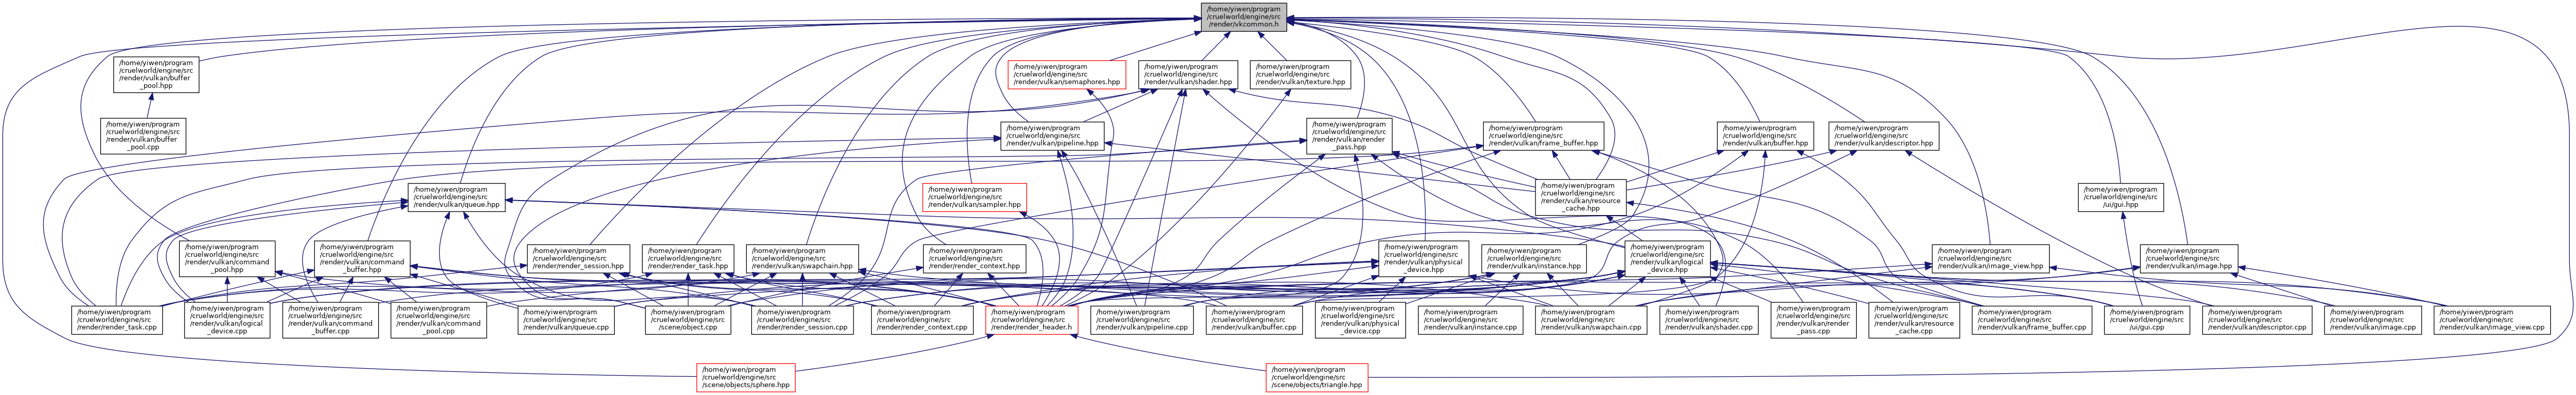 /home/yiwen/program
/cruelworld/engine/src
/render/vkcommon.h
/home/yiwen/program
/cruelworld/engine/src
/render/vulkan/buffer
_pool.hpp
/home/yiwen/program
/cruelworld/engine/src
/render/vulkan/semaphores.hpp
/home/yiwen/program
/cruelworld/engine/src
/render/vulkan/shader.hpp
/home/yiwen/program
/cruelworld/engine/src
/render/vulkan/texture.hpp
/home/yiwen/program
/cruelworld/engine/src
/render/vulkan/buffer
_pool.cpp
/home/yiwen/program
/cruelworld/engine/src
/render/vulkan/pipeline.hpp
/home/yiwen/program
/cruelworld/engine/src
/render/vulkan/render
_pass.hpp
/home/yiwen/program
/cruelworld/engine/src
/render/vulkan/frame_buffer.hpp
/home/yiwen/program
/cruelworld/engine/src
/render/vulkan/buffer.hpp
/home/yiwen/program
/cruelworld/engine/src
/render/vulkan/descriptor.hpp
/home/yiwen/program
/cruelworld/engine/src
/render/vulkan/queue.hpp
/home/yiwen/program
/cruelworld/engine/src
/render/vulkan/sampler.hpp
/home/yiwen/program
/cruelworld/engine/src
/render/vulkan/resource
_cache.hpp
/home/yiwen/program
/cruelworld/engine/src
/ui/gui.hpp
/home/yiwen/program
/cruelworld/engine/src
/render/vulkan/command
_pool.hpp
/home/yiwen/program
/cruelworld/engine/src
/render/vulkan/command
_buffer.hpp
/home/yiwen/program
/cruelworld/engine/src
/render/render_session.hpp
/home/yiwen/program
/cruelworld/engine/src
/render/render_task.hpp
/home/yiwen/program
/cruelworld/engine/src
/render/vulkan/swapchain.hpp
/home/yiwen/program
/cruelworld/engine/src
/render/render_context.hpp
/home/yiwen/program
/cruelworld/engine/src
/render/vulkan/physical
_device.hpp
/home/yiwen/program
/cruelworld/engine/src
/render/vulkan/instance.hpp
/home/yiwen/program
/cruelworld/engine/src
/render/vulkan/logical
_device.hpp
/home/yiwen/program
/cruelworld/engine/src
/render/vulkan/image_view.hpp
/home/yiwen/program
/cruelworld/engine/src
/render/vulkan/image.hpp
/home/yiwen/program
/cruelworld/engine/src
/render/render_task.cpp
/home/yiwen/program
/cruelworld/engine/src
/render/vulkan/logical
_device.cpp
/home/yiwen/program
/cruelworld/engine/src
/render/vulkan/command
_buffer.cpp
/home/yiwen/program
/cruelworld/engine/src
/render/vulkan/command
_pool.cpp
/home/yiwen/program
/cruelworld/engine/src
/render/vulkan/queue.cpp
/home/yiwen/program
/cruelworld/engine/src
/scene/object.cpp
/home/yiwen/program
/cruelworld/engine/src
/render/render_session.cpp
/home/yiwen/program
/cruelworld/engine/src
/render/render_context.cpp
/home/yiwen/program
/cruelworld/engine/src
/render/render_header.h
/home/yiwen/program
/cruelworld/engine/src
/render/vulkan/pipeline.cpp
/home/yiwen/program
/cruelworld/engine/src
/render/vulkan/buffer.cpp
/home/yiwen/program
/cruelworld/engine/src
/render/vulkan/physical
_device.cpp
/home/yiwen/program
/cruelworld/engine/src
/render/vulkan/instance.cpp
/home/yiwen/program
/cruelworld/engine/src
/render/vulkan/swapchain.cpp
/home/yiwen/program
/cruelworld/engine/src
/render/vulkan/shader.cpp
/home/yiwen/program
/cruelworld/engine/src
/render/vulkan/render
_pass.cpp
/home/yiwen/program
/cruelworld/engine/src
/render/vulkan/resource
_cache.cpp
/home/yiwen/program
/cruelworld/engine/src
/render/vulkan/frame_buffer.cpp
/home/yiwen/program
/cruelworld/engine/src
/ui/gui.cpp
/home/yiwen/program
/cruelworld/engine/src
/render/vulkan/descriptor.cpp
/home/yiwen/program
/cruelworld/engine/src
/render/vulkan/image.cpp
/home/yiwen/program
/cruelworld/engine/src
/render/vulkan/image_view.cpp
/home/yiwen/program
/cruelworld/engine/src
/scene/objects/sphere.hpp
/home/yiwen/program
/cruelworld/engine/src
/scene/objects/triangle.hpp